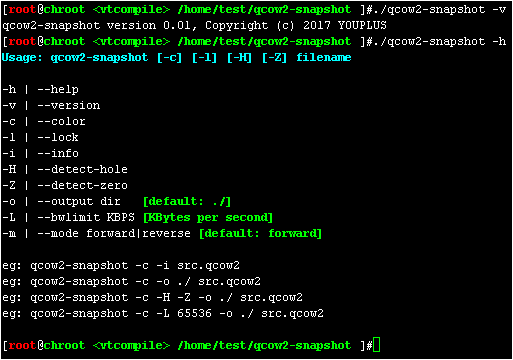 [root@chroot <vtcompile> /home/test/qcow2-snapshot ]#./qcow2-snapshot -v
qcow2-snapshot version 0.01, Copyright (c) 2017 YOUPLUS
[root@chroot <vtcompile> /home/test/qcow2-snapshot ]#./qcow2-snapshot -h
Usage: qcow2-snapshot [-c] [-l] [-H] [-Z] filename
-h | --help
-v | --version
-c | --color
-l | --lock
-i | --info
-H | --detect-hole
-Z | --detect-zero
-o | --output dir [default: ./]
-L | --bwlimit KBPS [KBytes per second]
-m | --mode forward|reverse [default: forward]
eg: qcow2-snapshot -c -i src.qcow2
eg: qcow2-snapshot -c -o ./ src.qcow2
eg: qcow2-snapshot -c -H -Z -o ./ src.qcow2
eg: qcow2-snapshot -c -L 65536 -o ./ src.qcow2
[root@chroot <vtcompile> /home/test/qcow2-snapshot ]#